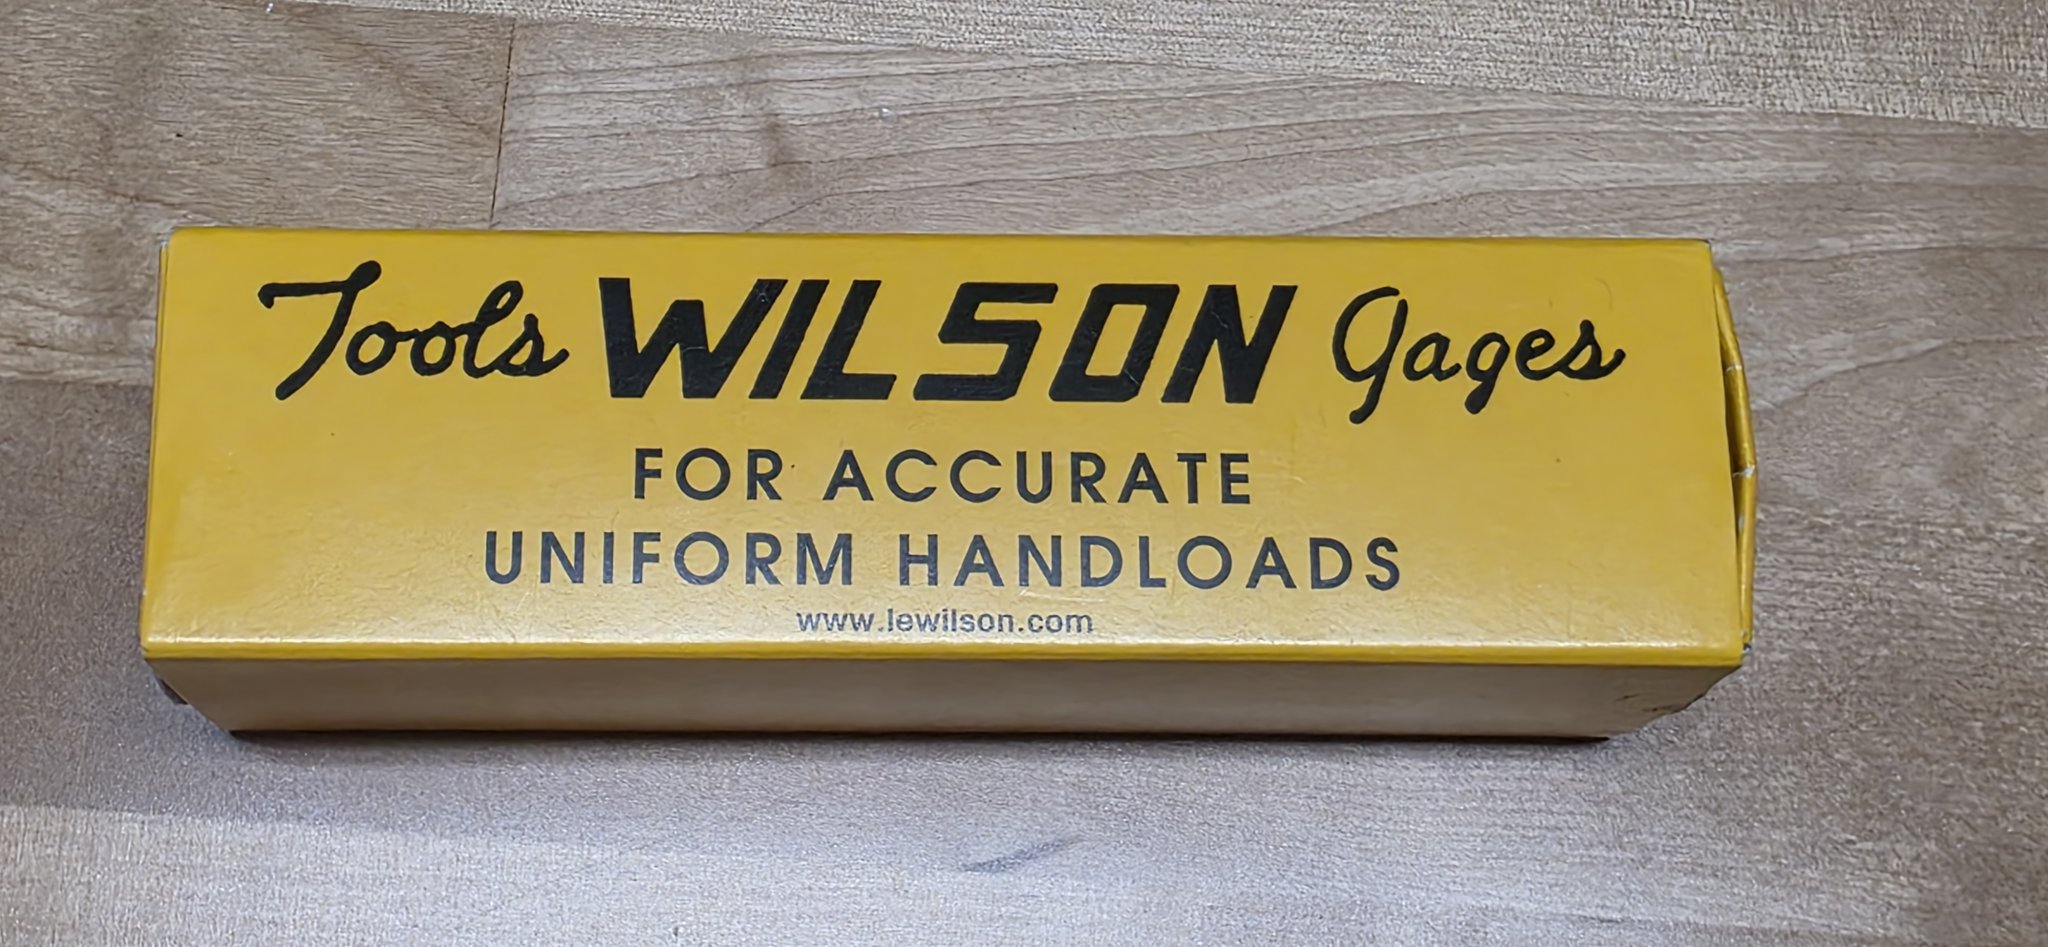 Tools WILSON Gages
FOR ACCURATE
UNIFORM HANDLOADS
www.lewilson.com